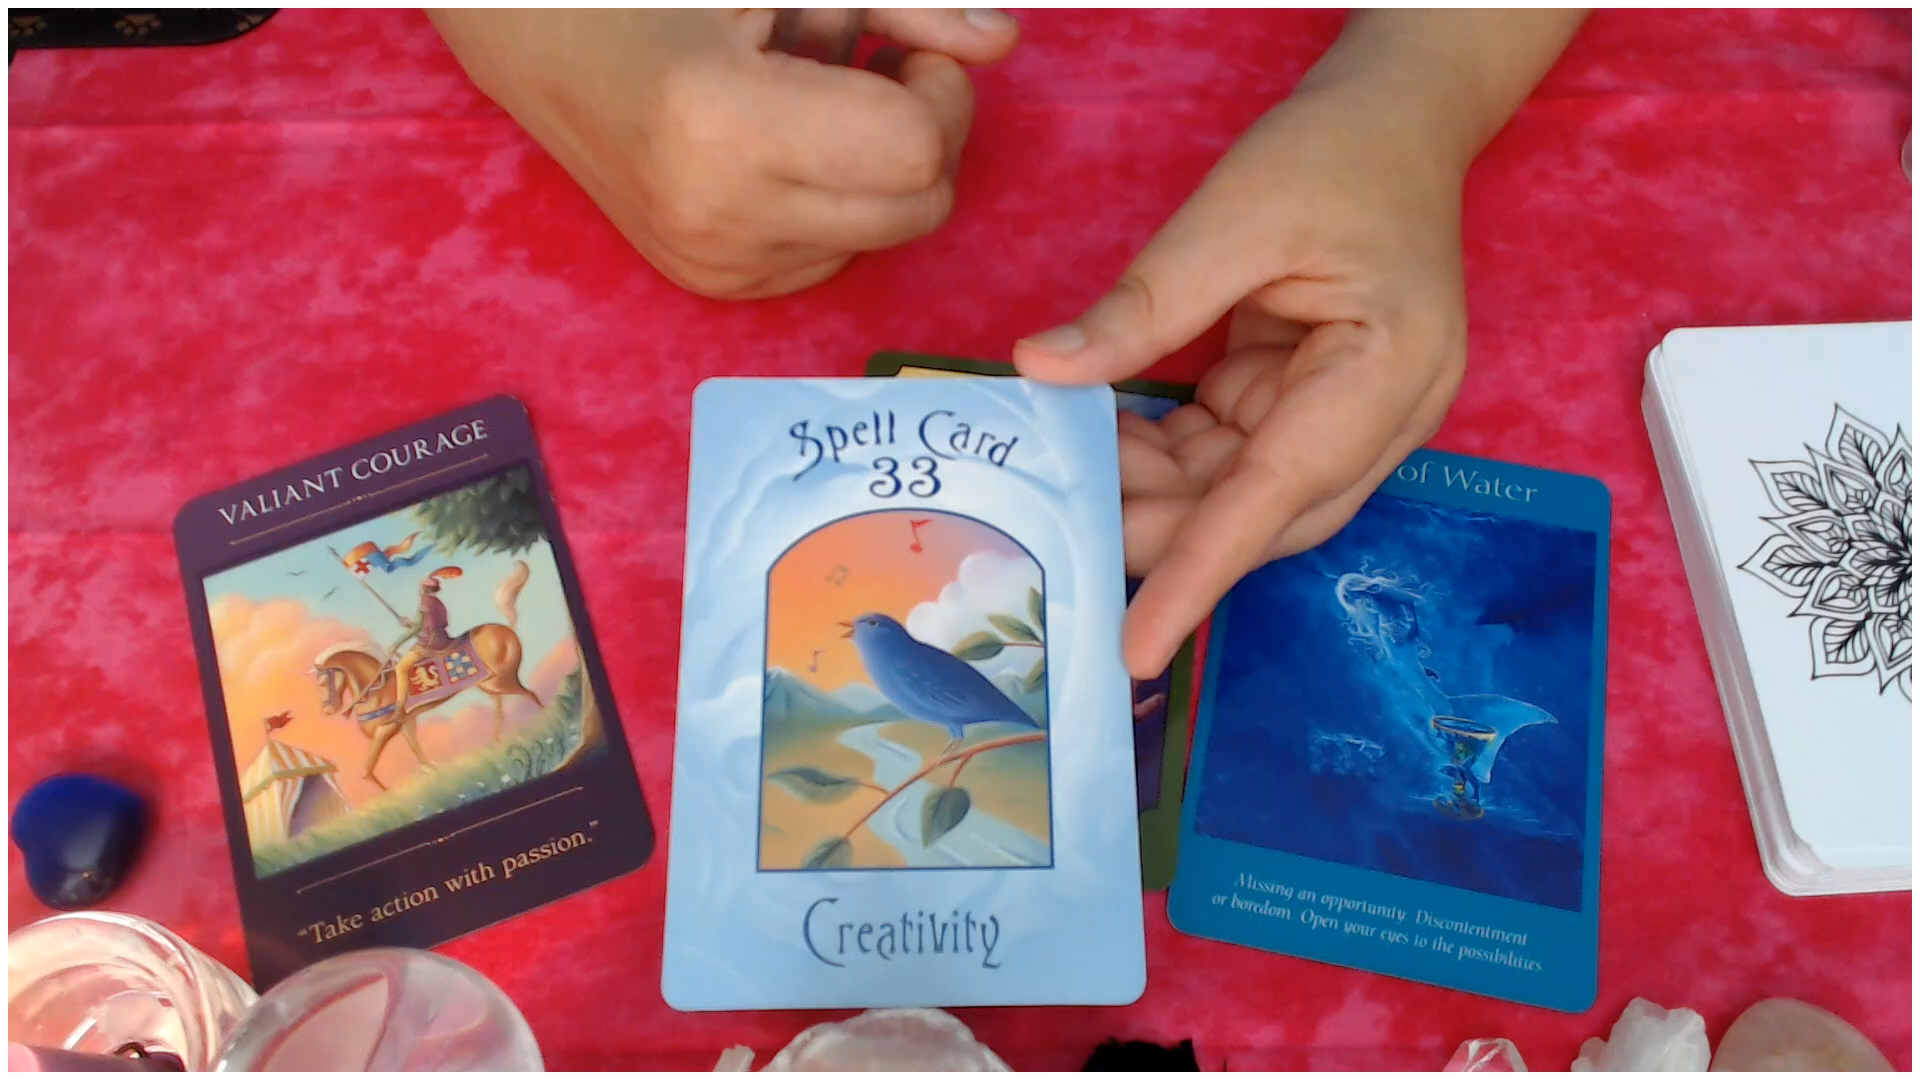 VALIANT COURAGE
"Take action with passion."
Spell Card
33
Creativity
of Water
Missing an opportunity. Discontentment
or boredom. Open your eyes to the possibilities.